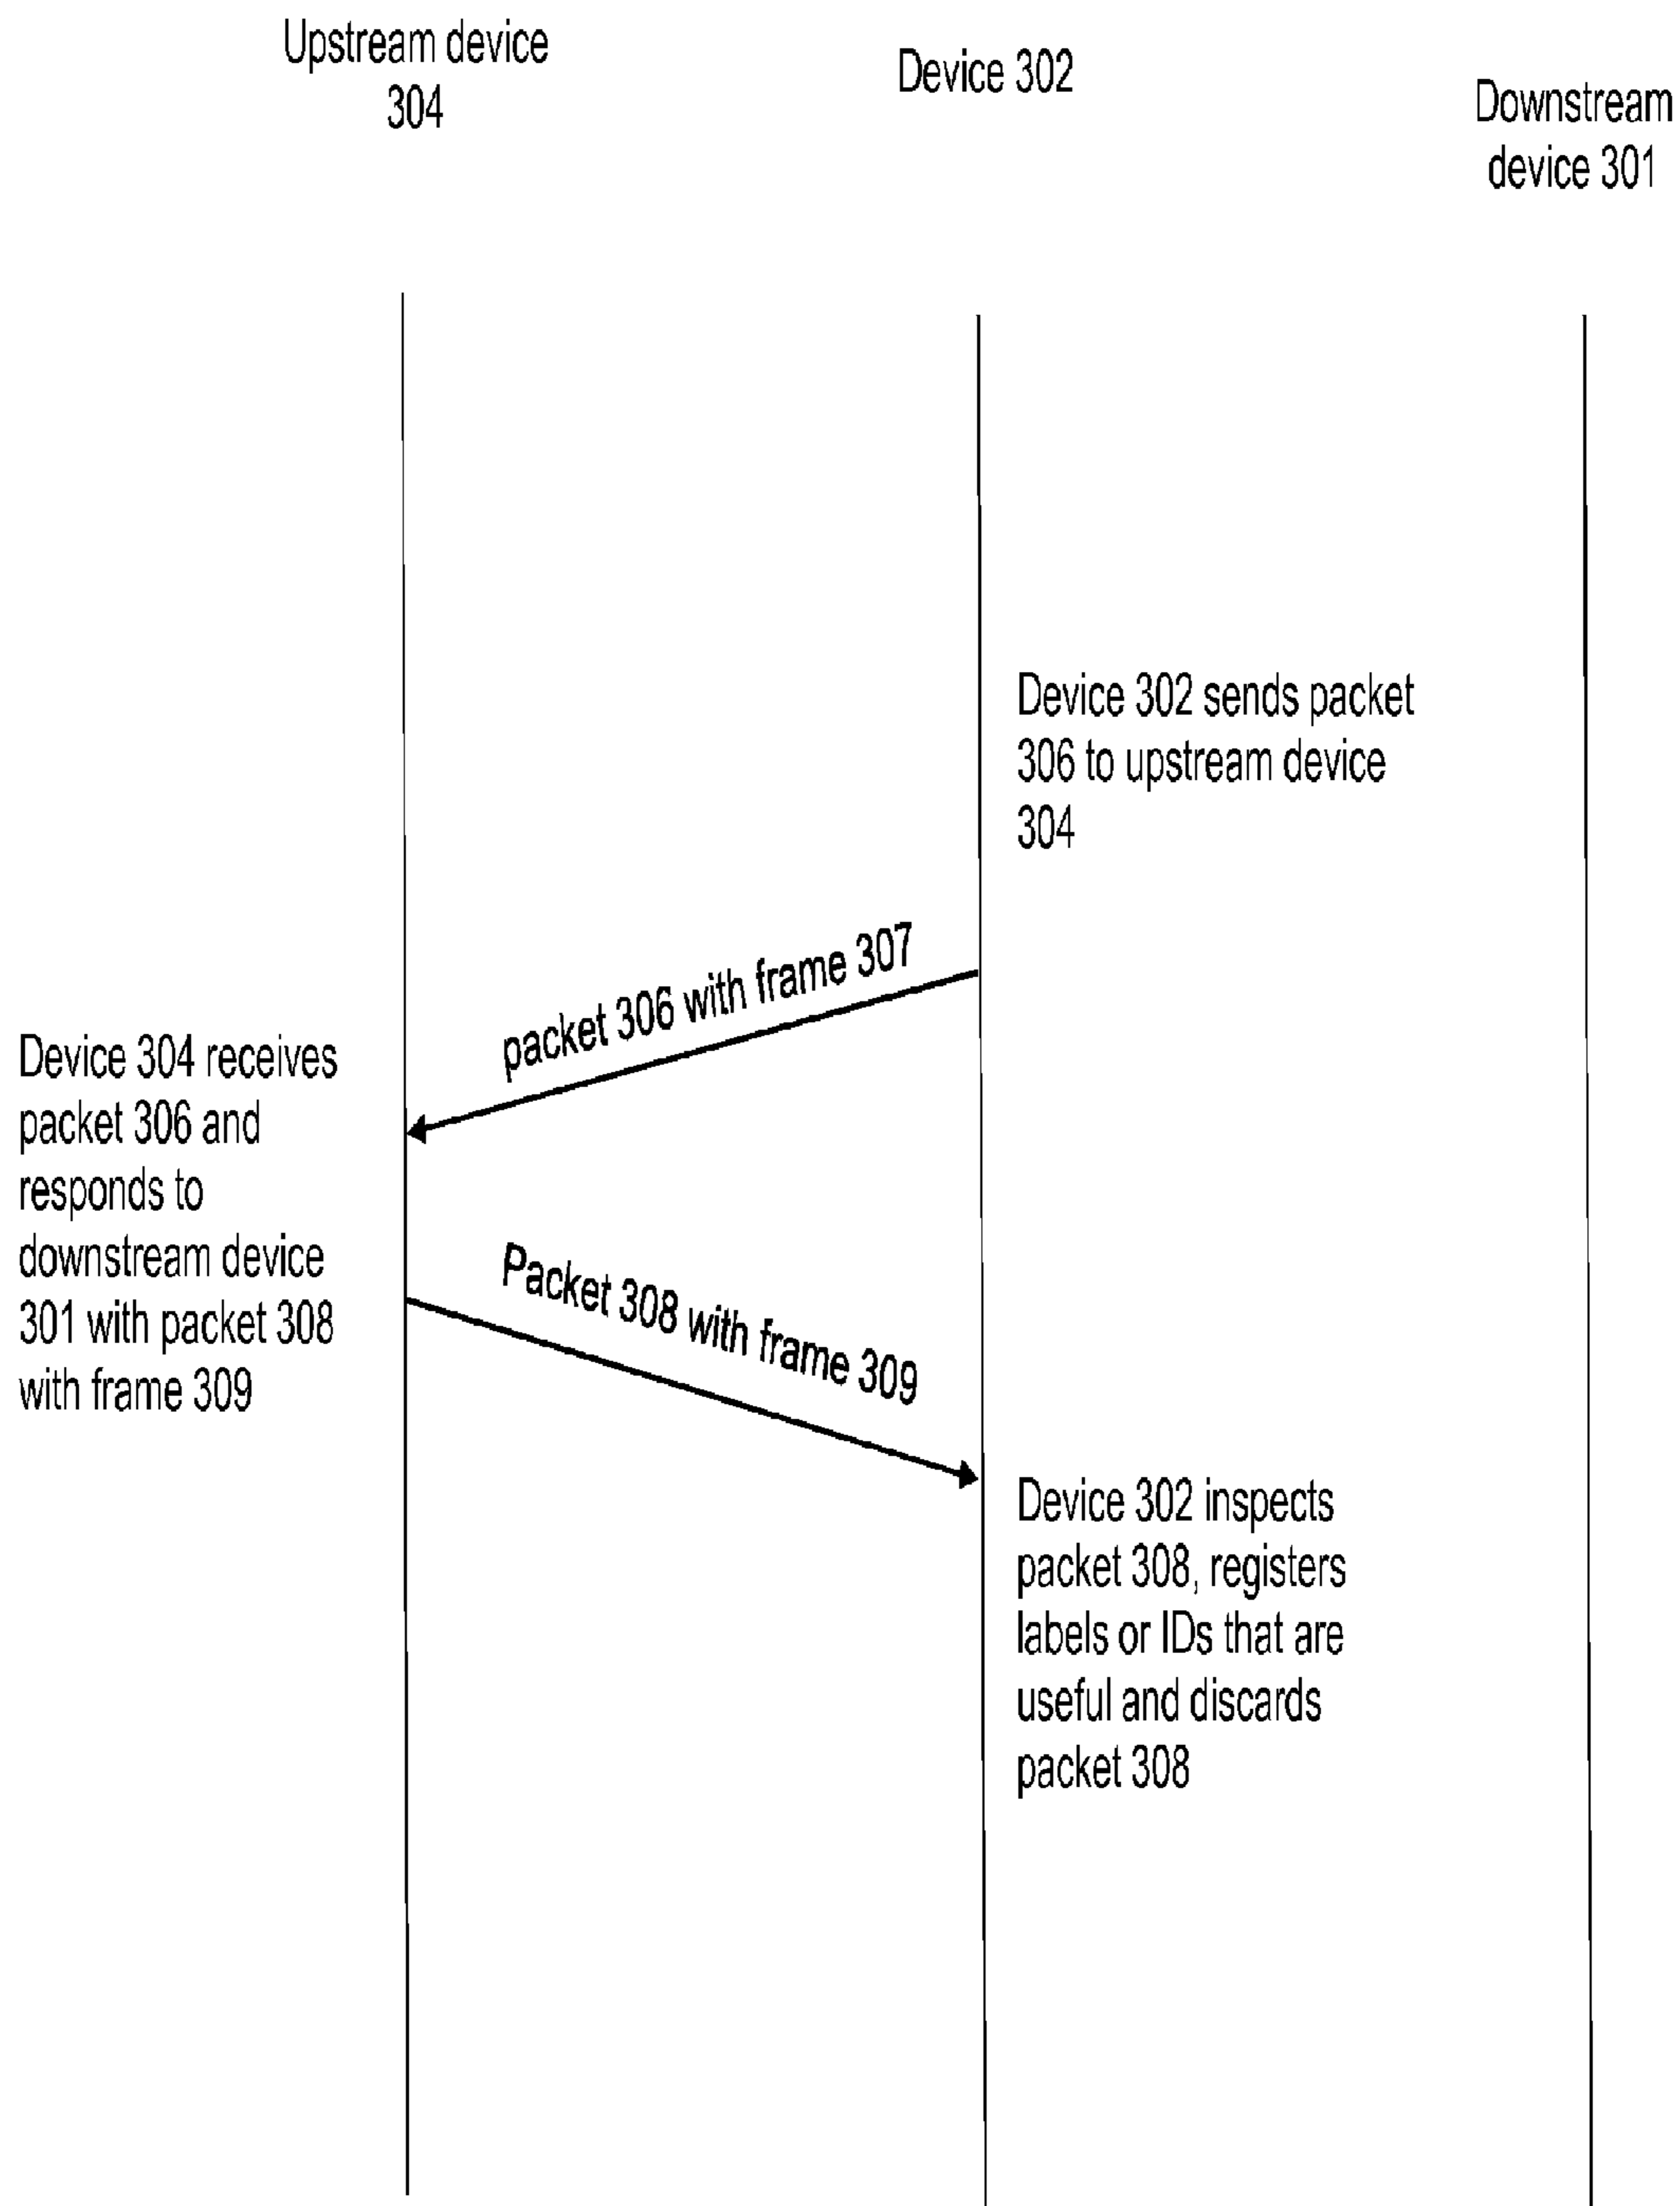 Upstream device
304
Device 302
Downstream
device 301
Device 302 sends packet
306 to upstream device
304
packet 306 with frame 307
Device 304 receives
packet 306 and
responds to
downstream device
301 with packet 308
with frame 309
Packet 308 with frame 309
Device 302 inspects
packet 308, registers
labels or IDs that are
useful and discards
packet 308